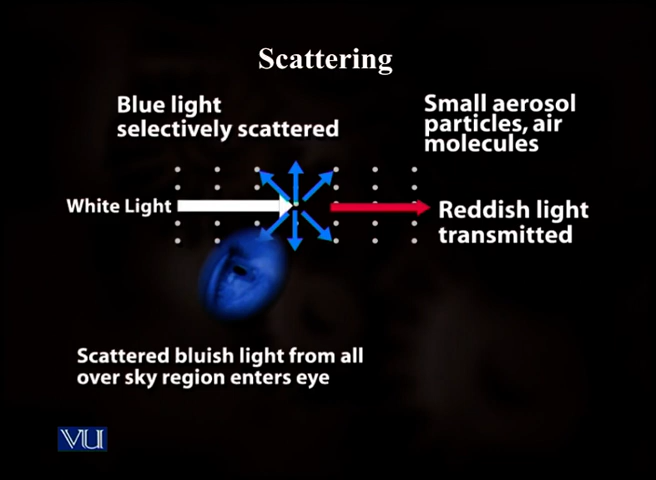 Scattering
Blue light
selectively scattered
Small aerosol
particles, air
molecules
White Light
Reddish light
transmitted
Scattered bluish light from all
over sky region enters eye
VU